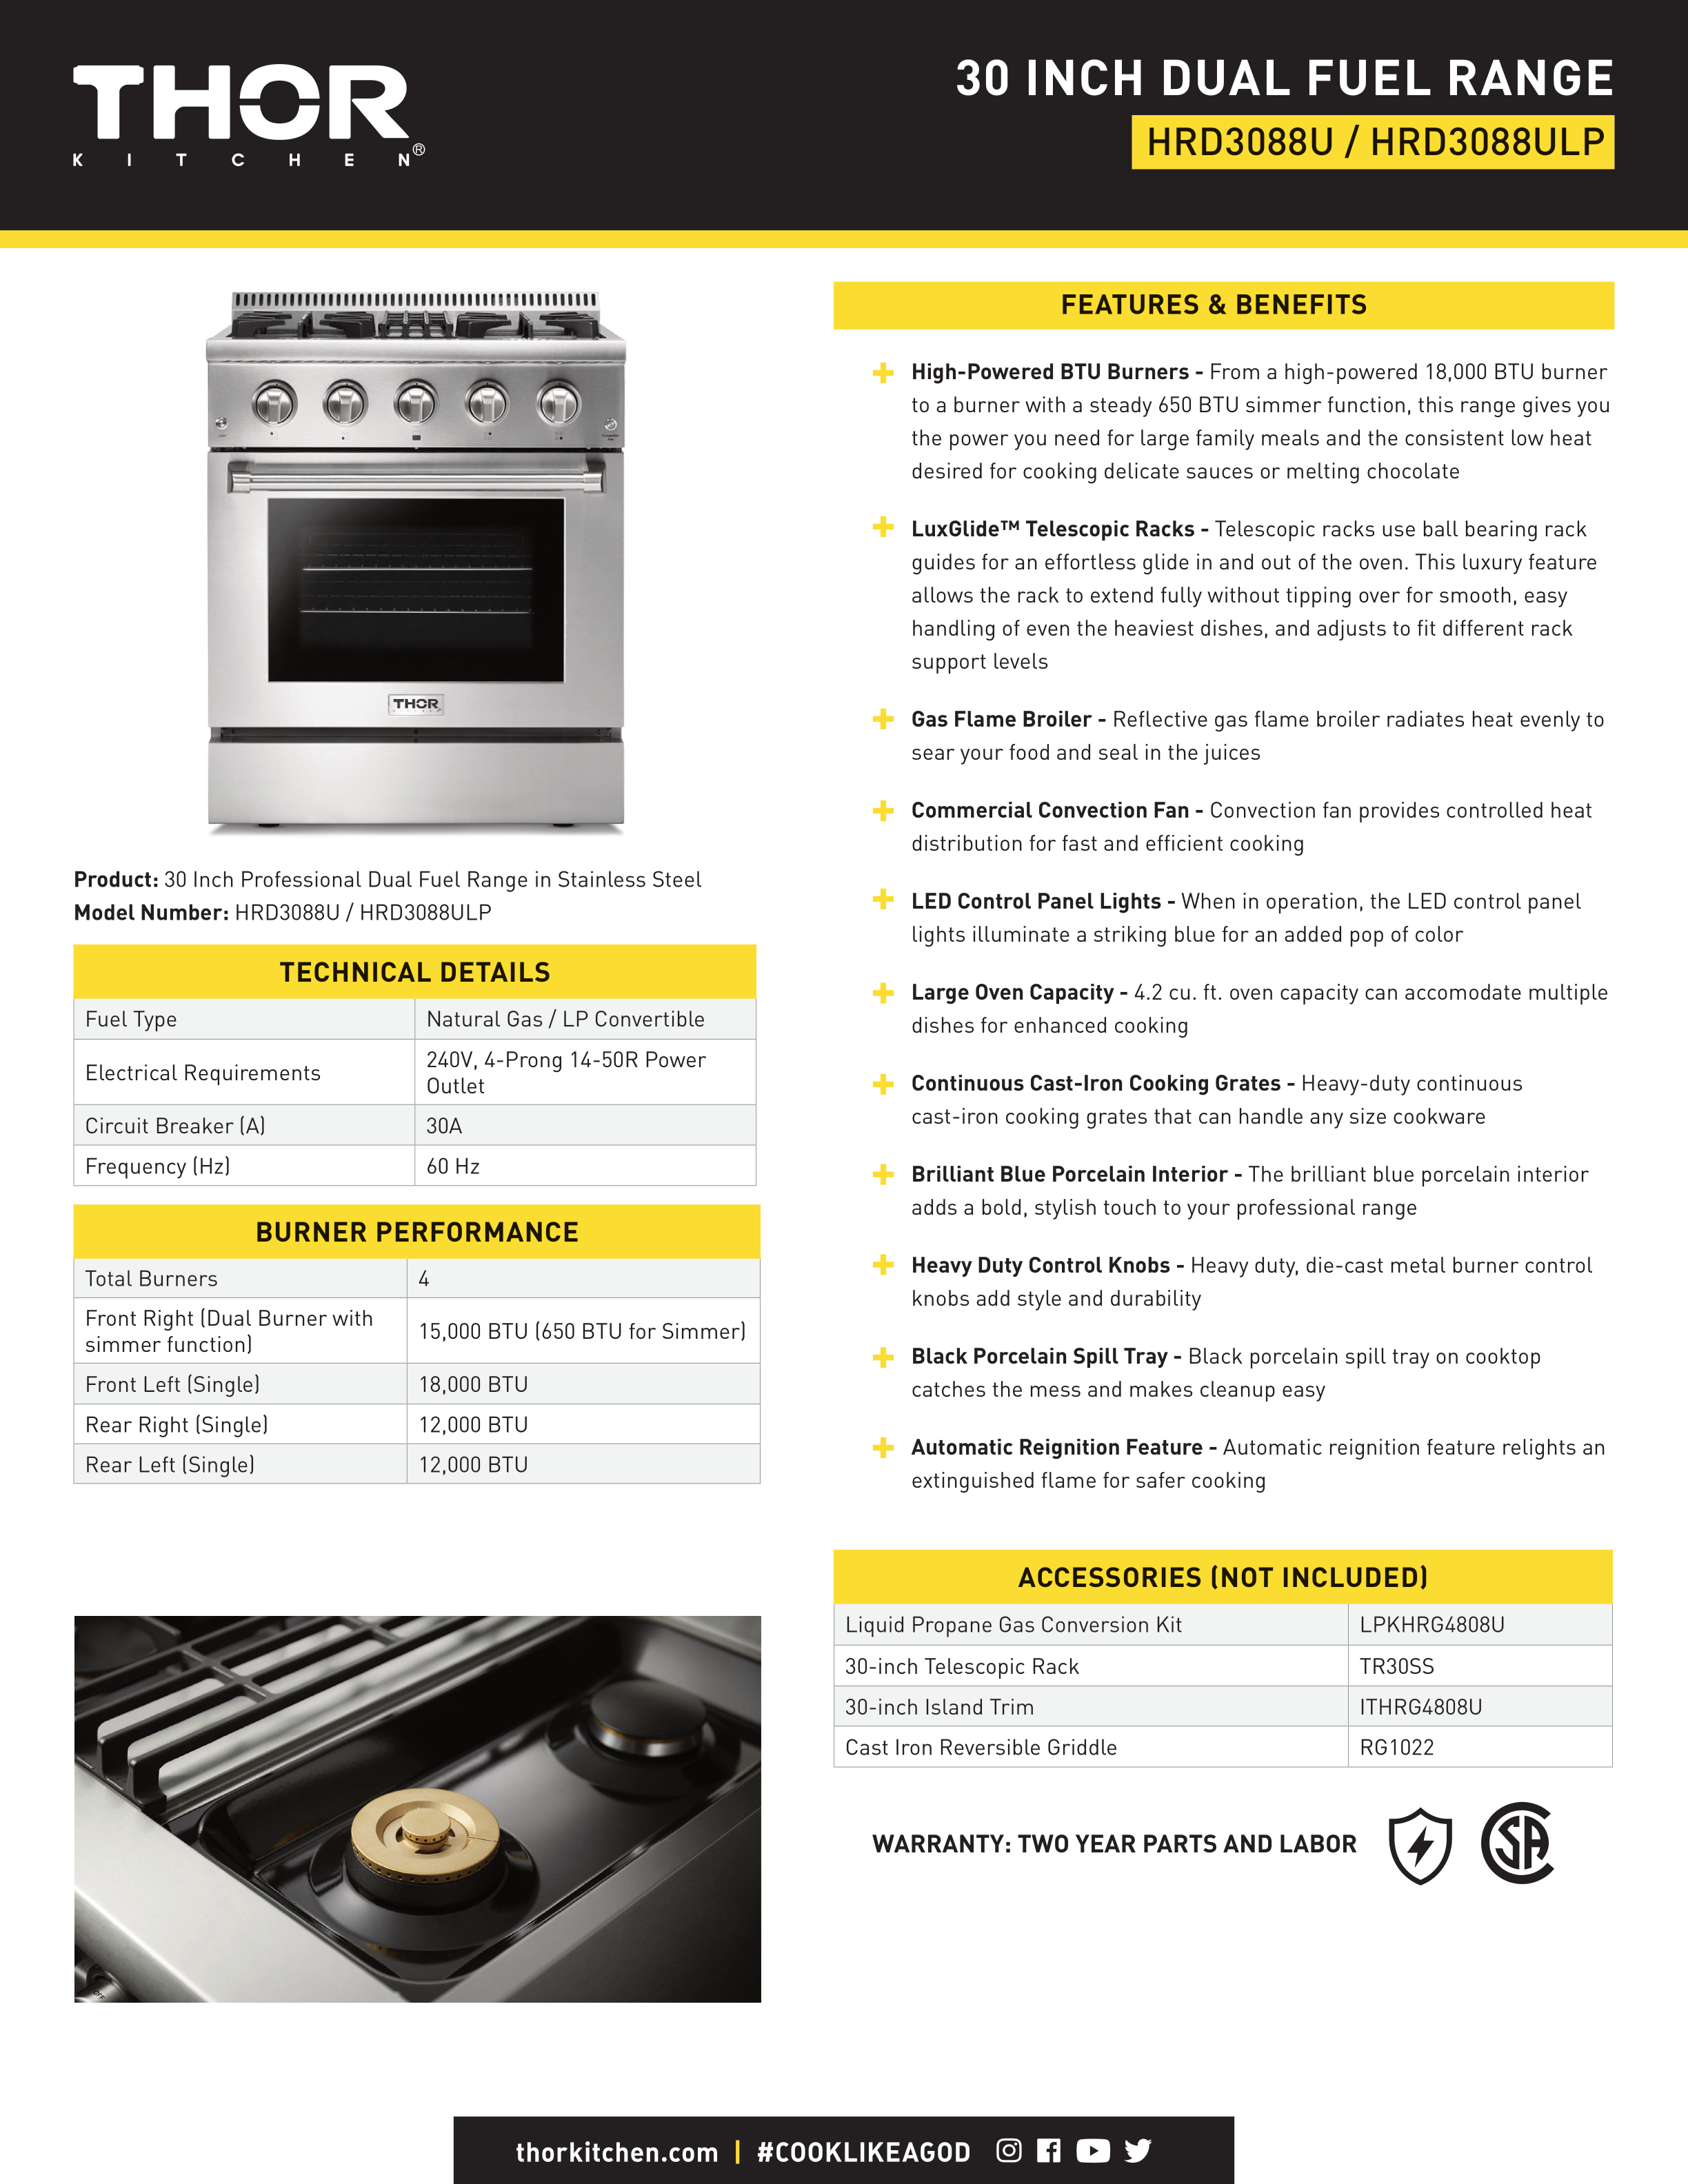 THOR
KITCHEN®
30 INCH DUAL FUEL RANGE
HRD3088U / HRD3088ULP
THOR
Product: 30 Inch Professional Dual Fuel Range in Stainless Steel
Model Number: HRD3088U / HRD3088ULP
TECHNICAL DETAILS
Fuel Type Natural Gas / LP Convertible
Electrical Requirements 240V, 4-Prong 14-50R Power
Outlet
Circuit Breaker (A) 30A
Frequency (Hz) 60 Hz
BURNER PERFORMANCE
Total Burners 4
Front Right (Dual Burner with
simmer function) 15,000 BTU (650 BTU for Simmer)
Front Left (Single) 18,000 BTU
Rear Right (Single) 12,000 BTU
Rear Left (Single) 12,000 BTU
OFF
FEATURES & BENEFITS
High-Powered BTU Burners - From a high-powered 18,000 BTU burner
to a burner with a steady 650 BTU simmer function, this range gives you
the power you need for large family meals and the consistent low heat
desired for cooking delicate sauces or melting chocolate
LuxGlide™ Telescopic Racks - Telescopic racks use ball bearing rack
guides for an effortless glide in and out of the oven. This luxury feature
allows the rack to extend fully without tipping over for smooth, easy
handling of even the heaviest dishes, and adjusts to fit different rack
support levels
Gas Flame Broiler - Reflective gas flame broiler radiates heat evenly to
sear your food and seal in the juices
Commercial Convection Fan - Convection fan provides controlled heat
distribution for fast and efficient cooking
LED Control Panel Lights - When in operation, the LED control panel
lights illuminate a striking blue for an added pop of color
Large Oven Capacity - 4.2 cu. ft. oven capacity can accomodate multiple
dishes for enhanced cooking
Continuous Cast-Iron Cooking Grates - Heavy-duty continuous
cast-iron cooking grates that can handle any size cookware
Brilliant Blue Porcelain Interior - The brilliant blue porcelain interior
adds a bold, stylish touch to your professional range
Heavy Duty Control Knobs - Heavy duty, die-cast metal burner control
knobs add style and durability
Black Porcelain Spill Tray - Black porcelain spill tray on cooktop
catches the mess and makes cleanup easy
Automatic Reignition Feature - Automatic reignition feature relights an
extinguished flame for safer cooking
ACCESSORIES (NOT INCLUDED)
Liquid Propane Gas Conversion Kit LPKHRG4808U
30-inch Telescopic Rack TR30SS
30-inch Island Trim ITHRG4808U
Cast Iron Reversible Griddle RG1022
WARRANTY: TWO YEAR PARTS AND LABOR
CSA
thorkitchen.com | #COOKLIKEAGOD